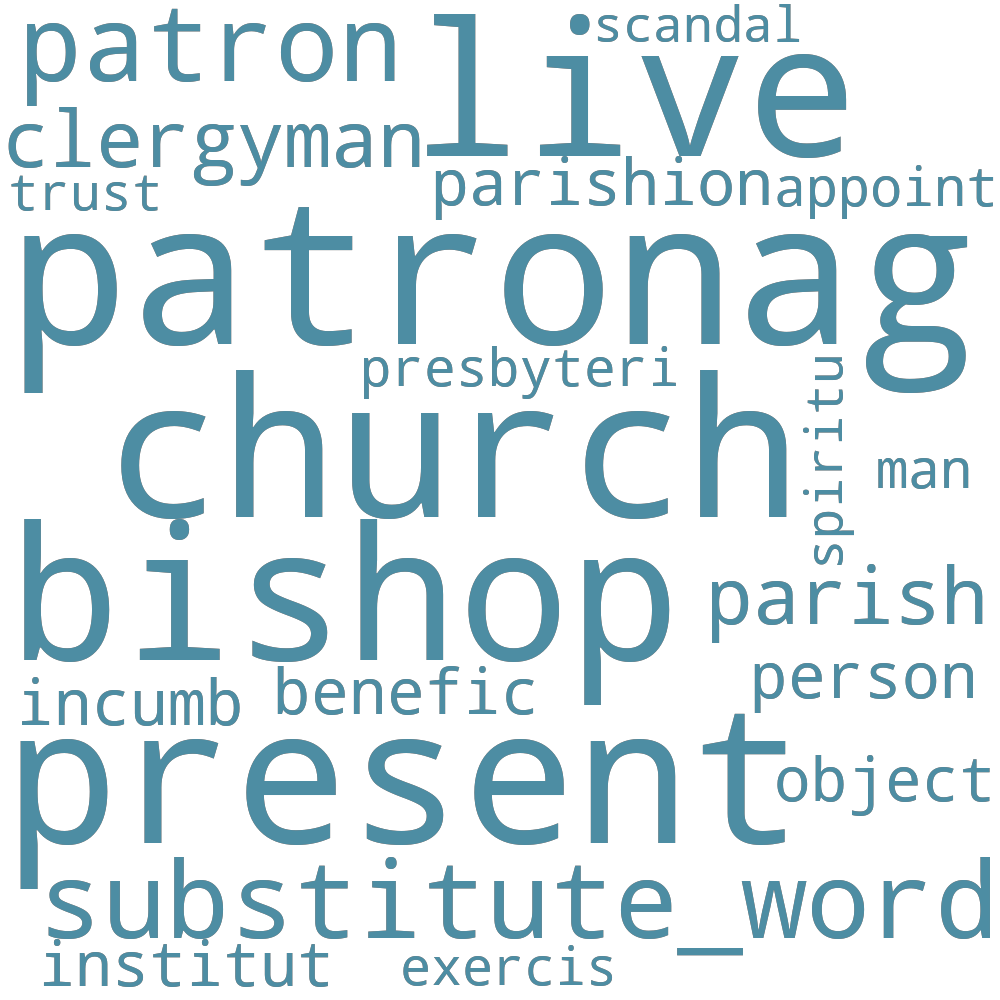 scandal
patron
live
clergyman
parishion
appoint
trust
patronag
presbyteri
spiritu
church
man
bishop
parish
person
benefic
incumb
present
object
substitute_word
institut
exercis